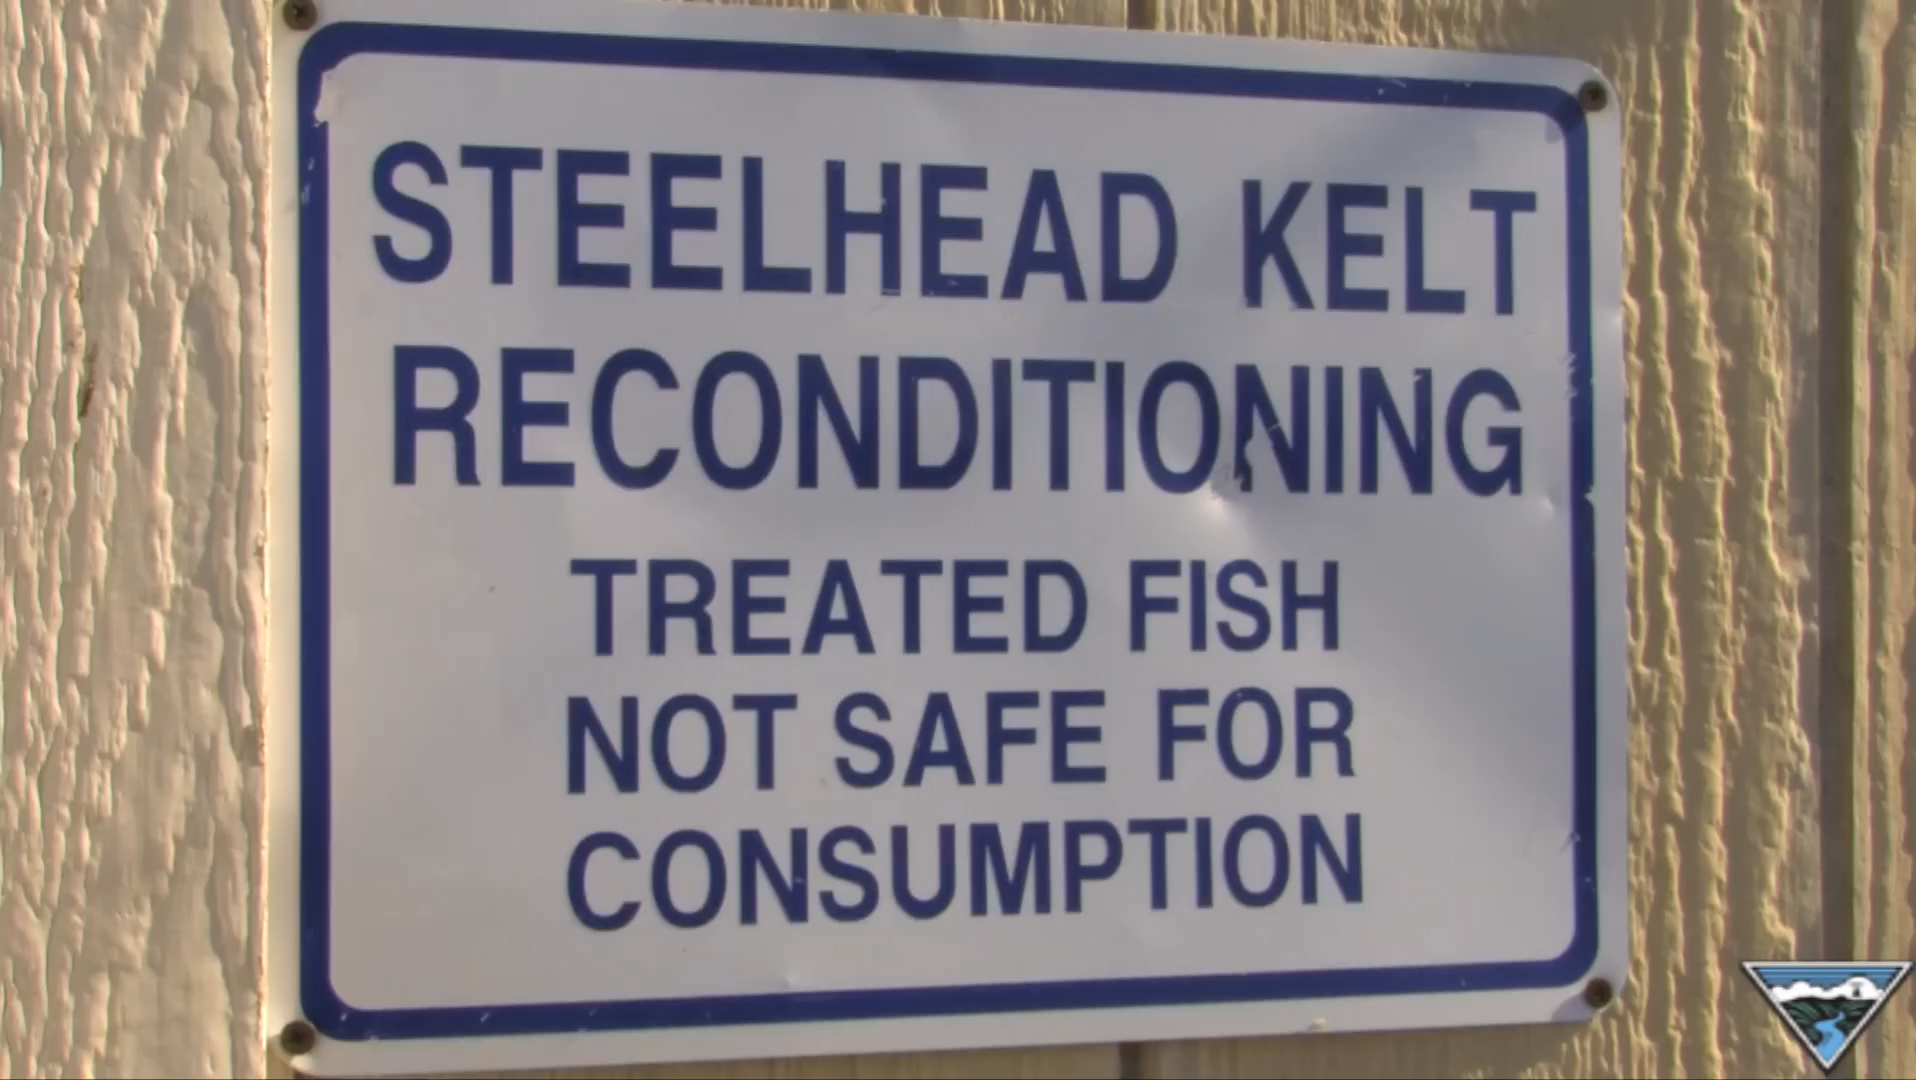 STEELHEAD KELT
RECONDITIONING
TREATED FISH
NOT SAFE FOR
CONSUMPTION